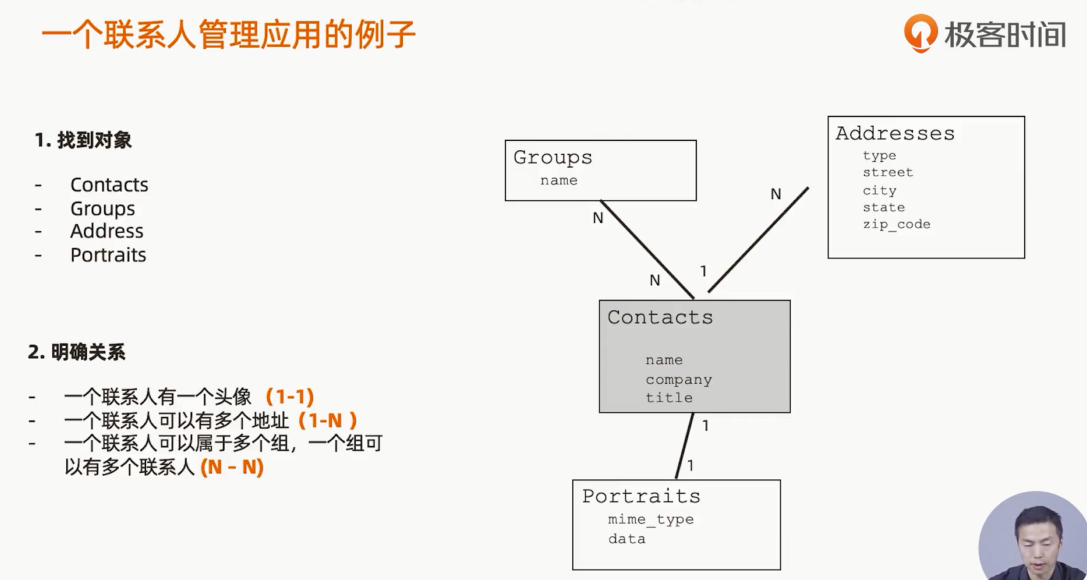 一个联系人管理应用的例子
极客时间
1. 找到对象
- Contacts
- Groups
- Address
- Portraits
2. 明确关系
- 一个联系人有一个头像 （1-1)
- 一个联系人可以有多个地址（1-N ）
- 一个联系人可以属于多个组，一个组可
以有多个联系人 (N – N)
Groups
name
Addresses
type
street
city
state
zip_code
N
N
N
1
Contacts
name
company
title
1
1
Portraits
mime_type
data